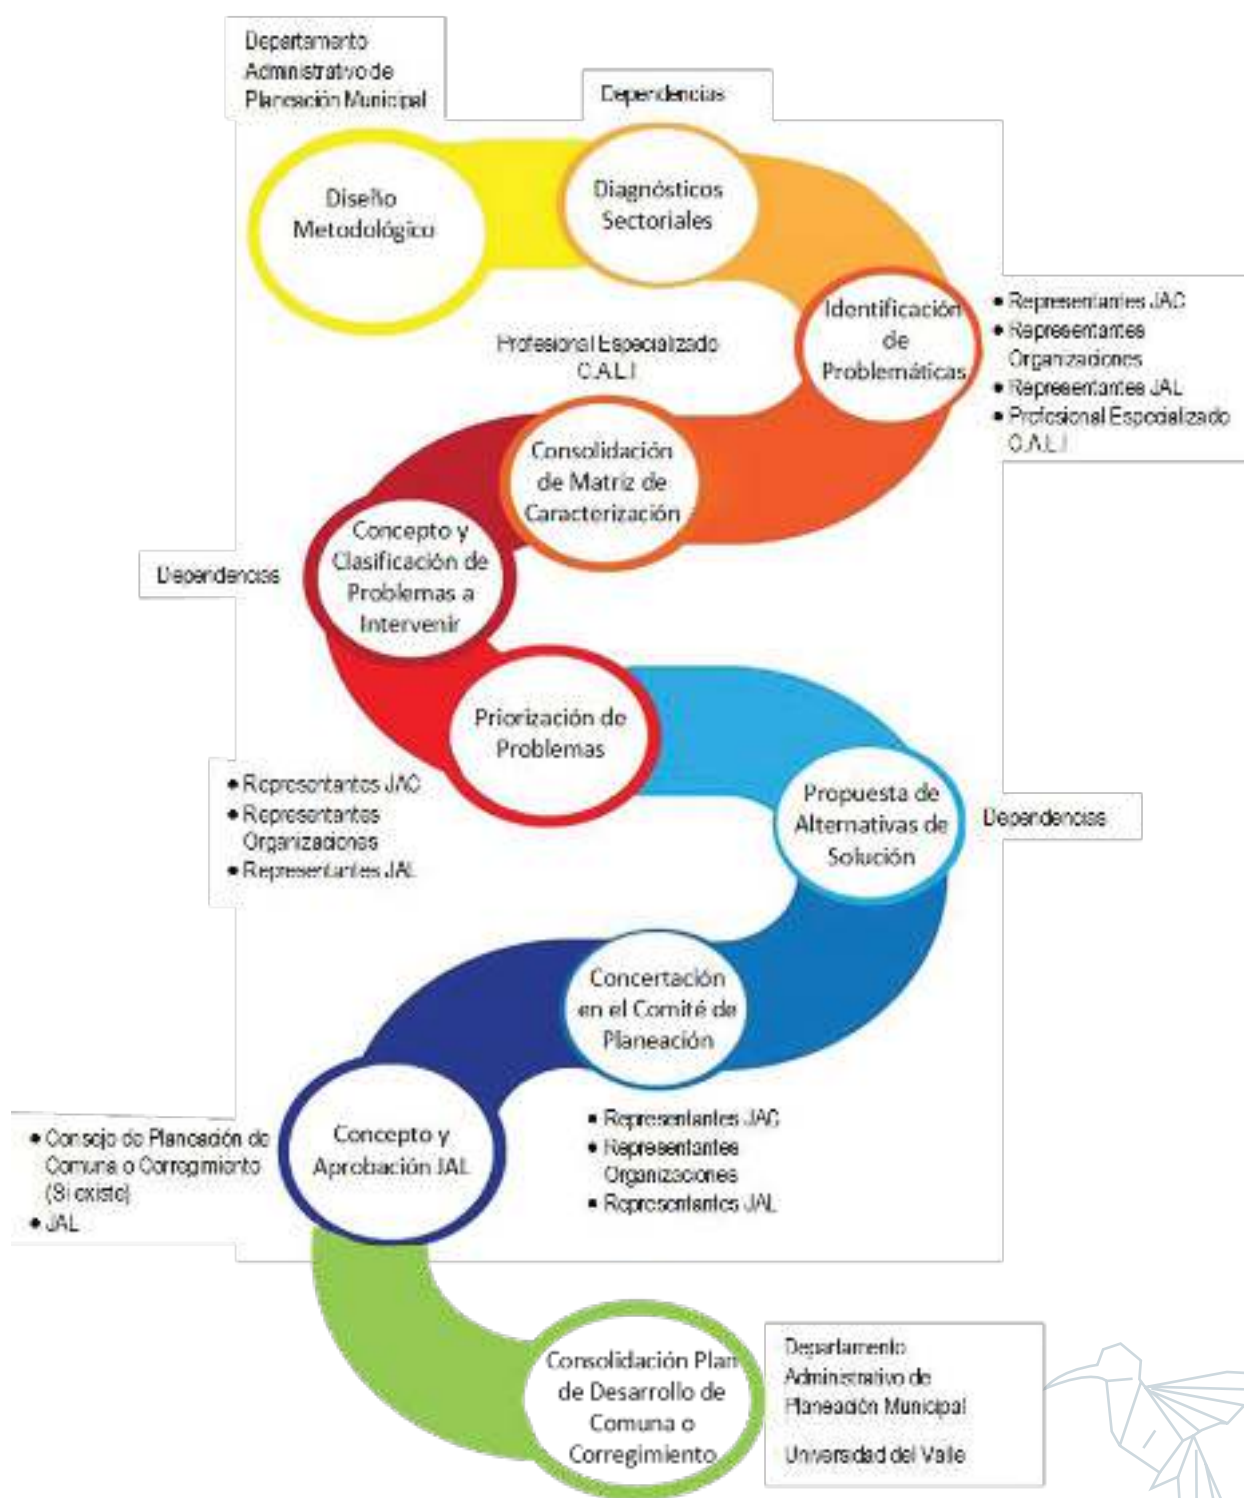 Departamento
Administrativo de
Planeación Municipal
Dependencias
Diseño
Metodológico
Diagnósticos
Sectoriales
Identificación
de
Problemáticas
• Representantes JAC
• Representantes
Organizaciones
• Representantes JAL
• Profesional Especializado
C.A.L.I
Profesional Especializado
C.A.L.I
Consolidación
de Matriz de
Caracterización
Concepto y
Clasificación de
Problemas a
Intervenir
Dependencias
Priorización de
Problemas
• Representantes JAC
• Representantes
Organizaciones
• Representantes JAL
Propuesta de
Alternativas de
Solución
Dependencias
Concertación
en el Comité de
Planeación
• Representantes JAC
• Representantes
Organizaciones
• Representantes JAL
Concepto y
Aprobación JAL
• Consejo de Planeación de
Comuna o Corregimiento
(Si existe)
• JAL
Consolidación Plan
de Desarrollo de
Comuna o
Corregimiento
Departamento
Administrativo de
Planeación Municipal
Universidad del Valle